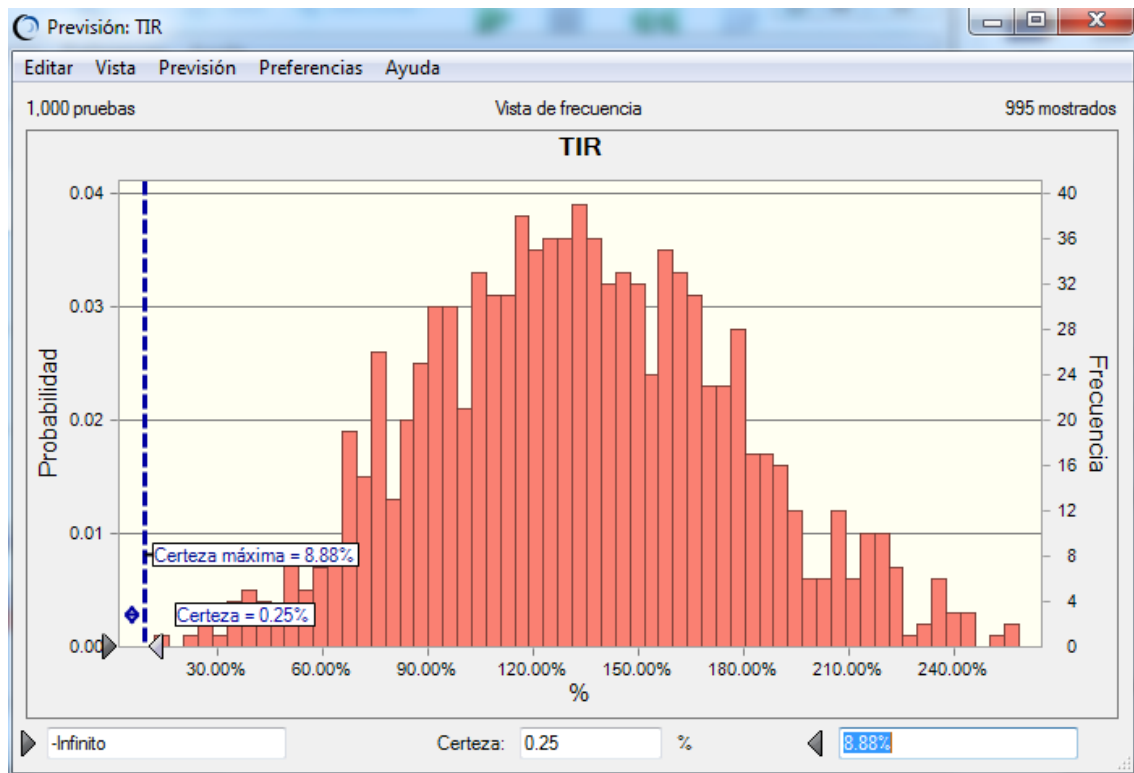 Previsión: TIR
Editar Vista Previsión Preferencias Ayuda
1,000 pruebas Vista de frecuencia 995 mostrados
TIR
0.04
0.03
0.02
0.01
0.00
Probabilidad
40
36
32
28
24
20
16
12
8
4
0
Frecuencia
Certeza máxima = 8.88%
Certeza = 0.25%
30.00% 60.00% 90.00% 120.00% 150.00% 180.00% 210.00% 240.00%
%
-Infinito Certeza: 0.25 % 8.88%